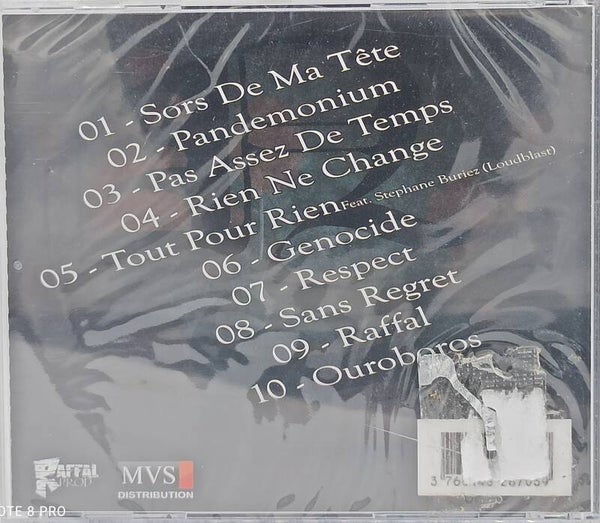 01 - Sors De Ma Tête
02 - Pandemonium
03 - Pas Assez De Temps
04 - Rien Ne Change
05 - Tout Pour Rien Feat. Stephane Buriez (Loudblast)
06 - Genocide
07 - Respect
08 - Sans Regret
09 - Raffal
10 - Ouroboros
RAFFAL
PROD
MVS
DISTRIBUTION
OTE 8 PRO